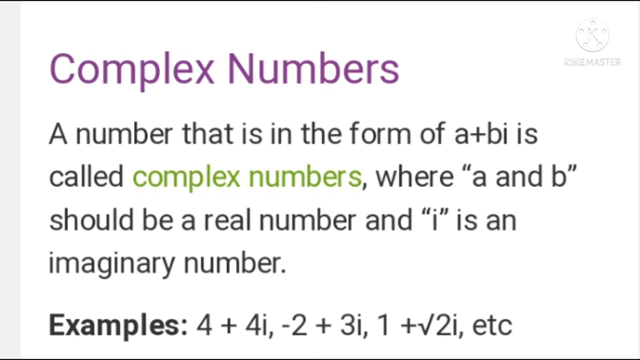 KINEMASTER
Complex Numbers
A number that is in the form of a+bi is
called complex numbers, where “a and b”
should be a real number and “i” is an
imaginary number.
Examples: 4 + 4i, -2 + 3i, 1 +√2i, etc